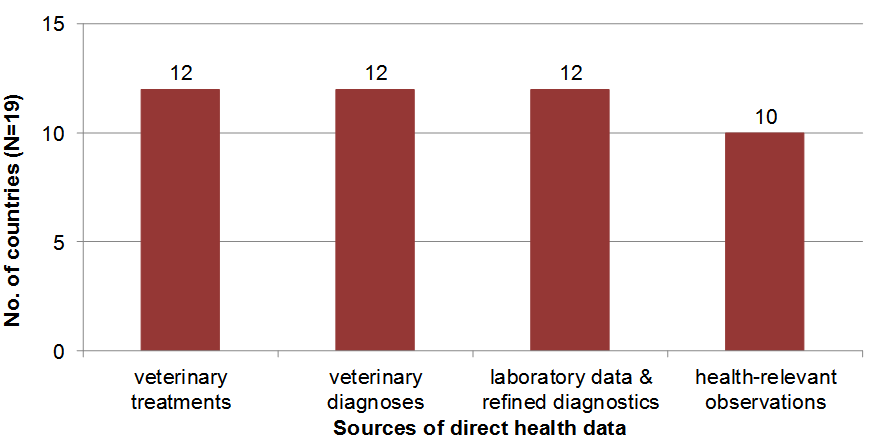 No. of countries (N=19)
15
10
5
0
12
12
12
10
veterinary
treatments
veterinary
diagnoses
laboratory data &
refined diagnostics
health-relevant
observations
Sources of direct health data